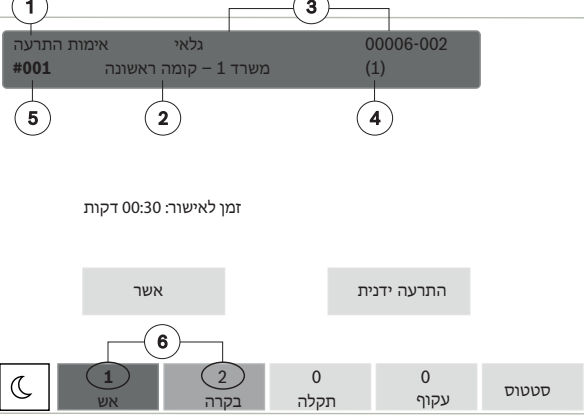 1 3
אימות התרעה גלאי 00006-002
#001 משרד 1 – קומה ראשונה (1)
5 2 4
זמן לאישור: 00:30 דקות
אשר התרעה ידנית
6
1 2 0 0
אש בקרה תקלה עקוף סטטוס